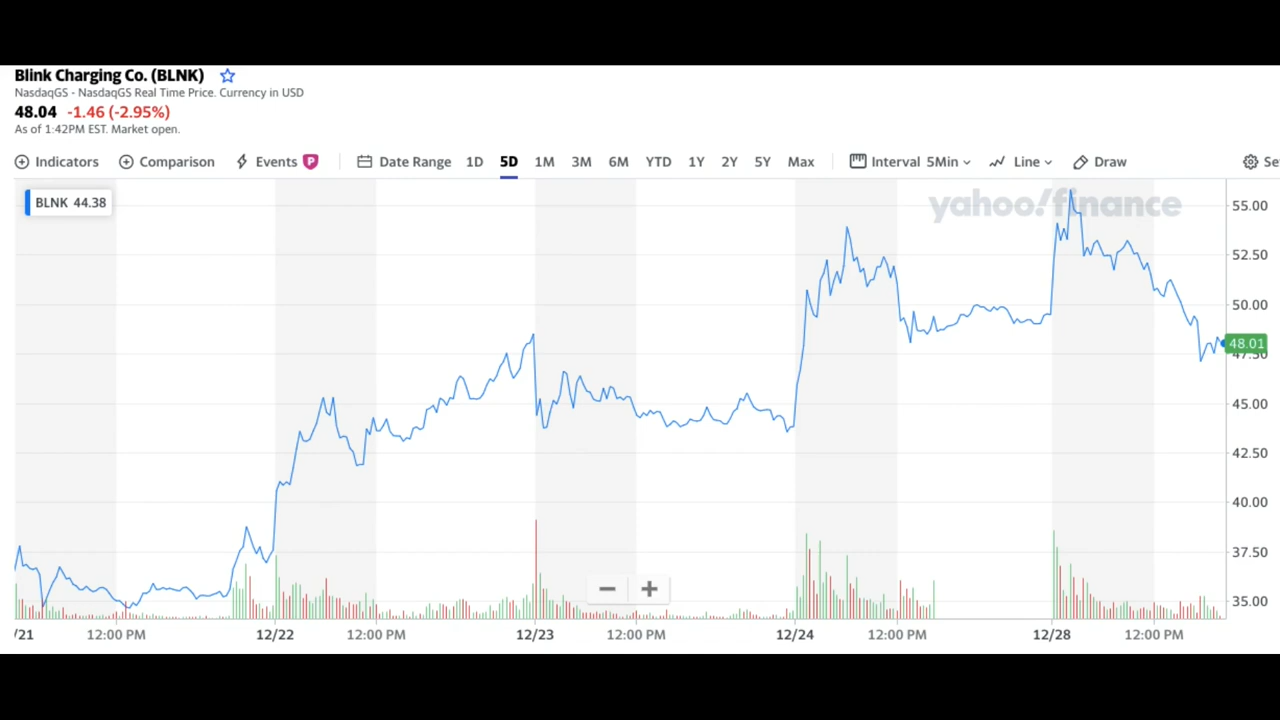 Blink Charging Co. (BLNK)
NasdaqGS - NasdaqGS Real Time Price. Currency in USD
48.04 -1.46 (-2.95%)
As of 1:42PM EST. Market open.
Indicators Comparison Events P Date Range 1D 5D 1M 3M 6M YTD 1Y 2Y 5Y Max Interval 5Min Line Draw Se
BLNK 44.38
yahoo!finance
55.00
52.50
50.00
48.01
47.50
45.00
42.50
40.00
37.50
35.00
/21 12:00 PM 12/22 12:00 PM 12/23 12:00 PM 12/24 12:00 PM 12/28 12:00 PM